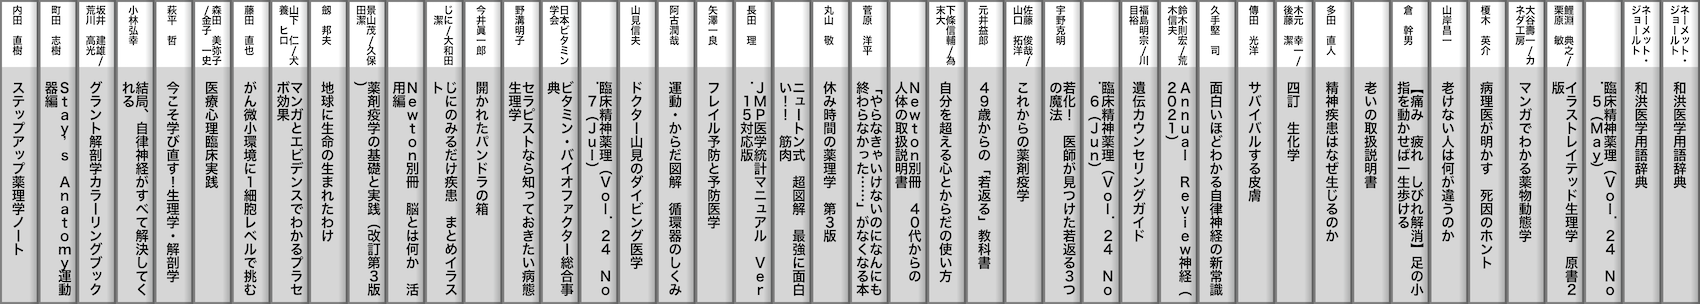 ネーメット・
ジョールト
和洪医学用語辞典
ネーメット・
ジョールト
和洪医学用語辞典
臨床精神薬理（Ｖｏｌ．２４　Ｎｏ
．５（Ｍａｙ）
鯉淵　典之／
栗原　敏
イラストレイテッド生理学　原書２
版
大谷壽一／カ
ネダ工房
マンガでわかる薬物動態学
榎木　英介
病理医が明かす　死因のホント
山岸昌一
老けない人は何が違うのか
倉　幹男
【痛み　疲れ　しびれ解消】足の小
指を動かせば一生歩ける
老いの取扱説明書
多田　直人
精神疾患はなぜ生じるのか
木元　幸一／
後藤　潔
四訂　生化学
傳田　光洋
サバイバルする皮膚
久手堅　司
面白いほどわかる自律神経の新常識
鈴木則宏／荒
木信夫
Ａｎｎｕａｌ　Ｒｅｖｉｅｗ神経（
２０２１）
福島明宗／川
目裕
遺伝カウンセリングガイド
臨床精神薬理（Ｖｏｌ．２４　Ｎｏ
．６（Ｊｕｎ）
宇野克明
若化！　医師が見つけた若返る３つ
の魔法
佐藤　俊哉／
山口　拓洋
これからの薬剤疫学
元井益郎
４９歳からの「若返る」教科書
下條信輔／為
末大
自分を超える心とからだの使い方
Ｎｅｗｔｏｎ別冊　４０代からの
人体の取扱説明書
菅原　洋平
「やらなきゃいけないのになんにも
終わらなかった……」がなくなる本
丸山　敬
休み時間の薬理学　第３版
ニュートン式　超図解　最強に面白
い！！　筋肉
長田　理
ＪＭＰ医学統計マニュアル　Ｖｅｒ
．１５対応版
矢澤一良
フレイル予防と予防医学
阿古潤哉
運動・からだ図解　循環器のしくみ
山見信夫
ドクター山見のダイビング医学
臨床精神薬理（Ｖｏｌ．２４　Ｎｏ
．７（Ｊｕｌ）
日本ビタミン
学会
ビタミン・バイオファクター総合事
典
野溝明子
セラピストなら知っておきたい病態
生理学
今井眞一郎
開かれたパンドラの箱
じにに／大和田
潔
じにのみるだけ疾患　まとめイラス
ト
Ｎｅｗｔｏｎ別冊　脳とは何か　活
用編
景山茂／久保
田潔
薬剤疫学の基礎と実践（改訂第３版
）
劔　邦夫
地球に生命の生まれたわけ
山下　仁／犬
養　ヒロ
マンガとエビデンスでわかるプラセ
ボ効果
藤田　直也
がん微小環境に１細胞レベルで挑む
森田　美弥子
／金子　一史
医療心理臨床実践
萩平　哲
今こそ学び直す！生理学・解剖学
小林弘幸
結局、自律神経がすべて解決してく
れる
坂井　建雄／
荒川　高光
グラント解剖学カラーリングブック
町田　志樹
Ｓｔａｙ’ｓ　Ａｎａｔｏｍｙ運動
器編
内田　直樹
ステップアップ薬理学ノート